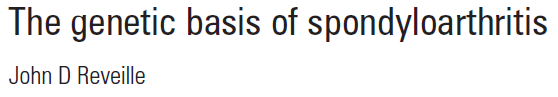 The genetic basis of spondyloarthritis
John D Reveille